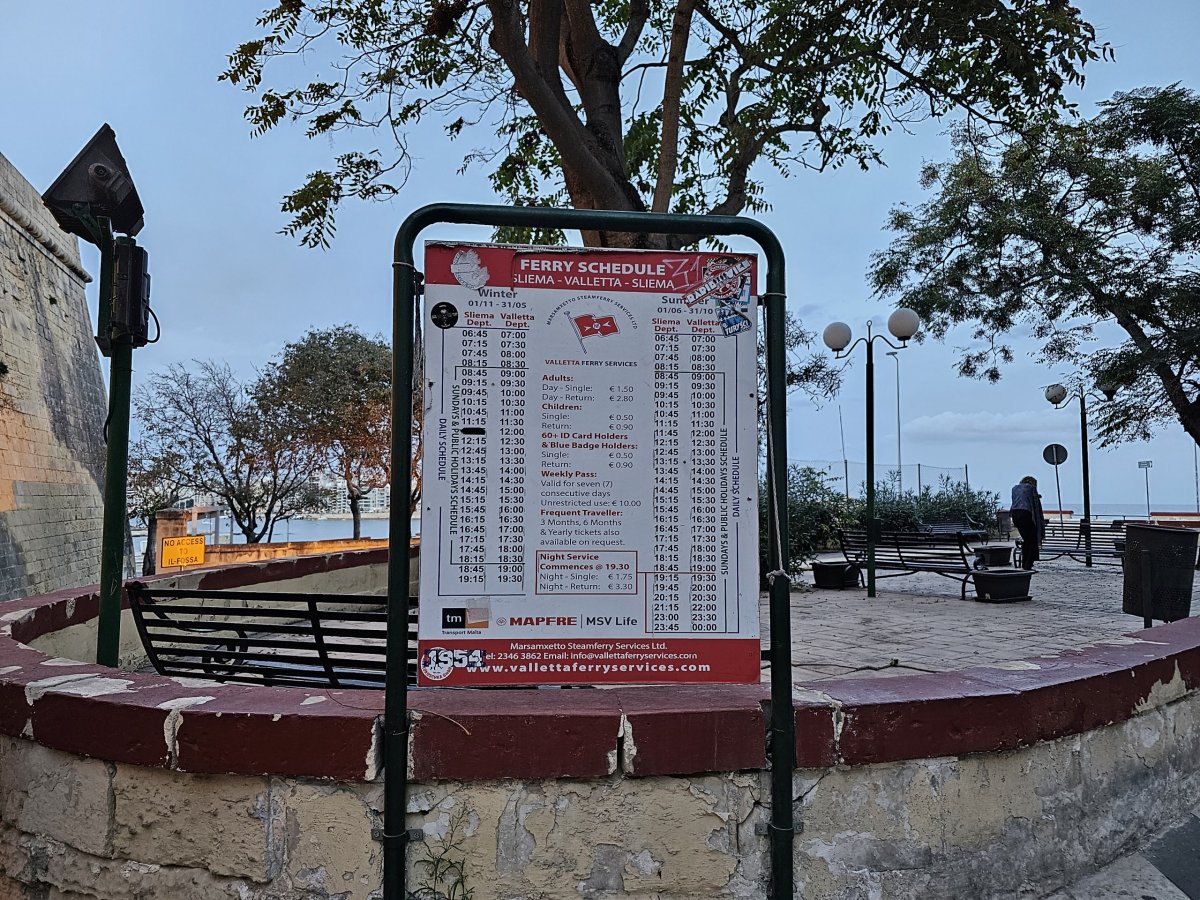 FERRY SCHEDULE
SLIEMA - VALLETTA - SLIEMA
Winter
01/11 - 31/05
Sliema Valletta
Dept. Dept.
06:45 07:00
07:15 07:30
07:45 08:00
08:15 08:30
08:45 09:00
09:15 09:30
09:45 10:00
10:15 10:30
10:45 11:00
11:15 11:30
12:00
12:15 12:30
12:45 13:00
13:15 13:30
13:45 14:00
14:15 14:30
14:45 15:00
15:15 15:30
15:45 16:00
16:15 16:30
16:45 17:00
17:15 17:30
17:45 18:00
18:15 18:30
18:45 19:00
19:15 19:30
DAILY SCHEDULE
SUNDAYS & PUBLIC HOLIDAYS SCHEDULE
MARSAMXETTO STEAMFERRY SERVICES LTD
VALLETTA FERRY SERVICES
Adults:
Day - Single: € 1.50
Day - Return: € 2.80
Children:
Single: € 0.50
Return: € 0.90
60+ ID Card Holders
& Blue Badge Holders
Single: € 0.50
Return: € 0.90
Weekly Pass:
Valid for seven (7)
consecutive days
Unrestricted use: € 10.00
Frequent Traveller:
3 Months, 6 Months
& Yearly tickets are
also available on request.
Night Service
Commences @ 19.30
Night - Single: € 1.75
Night - Return: € 3.30
01/06 - 31/10
Sliema Valletta
Dept. Dept.
06:45 07:00
07:15 07:30
07:45 08:00
08:15 08:30
08:45 09:00
09:15 09:30
09:45 10:00
10:15 10:30
10:45 11:00
11:15 11:30
11:45 12:00
12:15 12:30
12:45 13:00
13:15 13:30
13:45 14:00
14:15 14:30
14:45 15:00
15:15 15:30
15:45 16:00
16:15 16:30
16:45 17:00
17:15 17:30
17:45 18:00
18:15 18:30
18:45 19:00
19:15 19:30
19:45 20:00
23:45 00:00
SUNDAYS & PUBLIC HOLIDAYS SCHEDULE
DAILY SCHEDULE
tm
Transport Malta
MAPFRE | MSV Life
Marsamxetto Steamferry Services Ltd.
el: 2346 3862 Email: info@vallettaferryservices.com
www.vallettaferryservices.com
1954
NO ACCESS
TO
IL-FOSSA